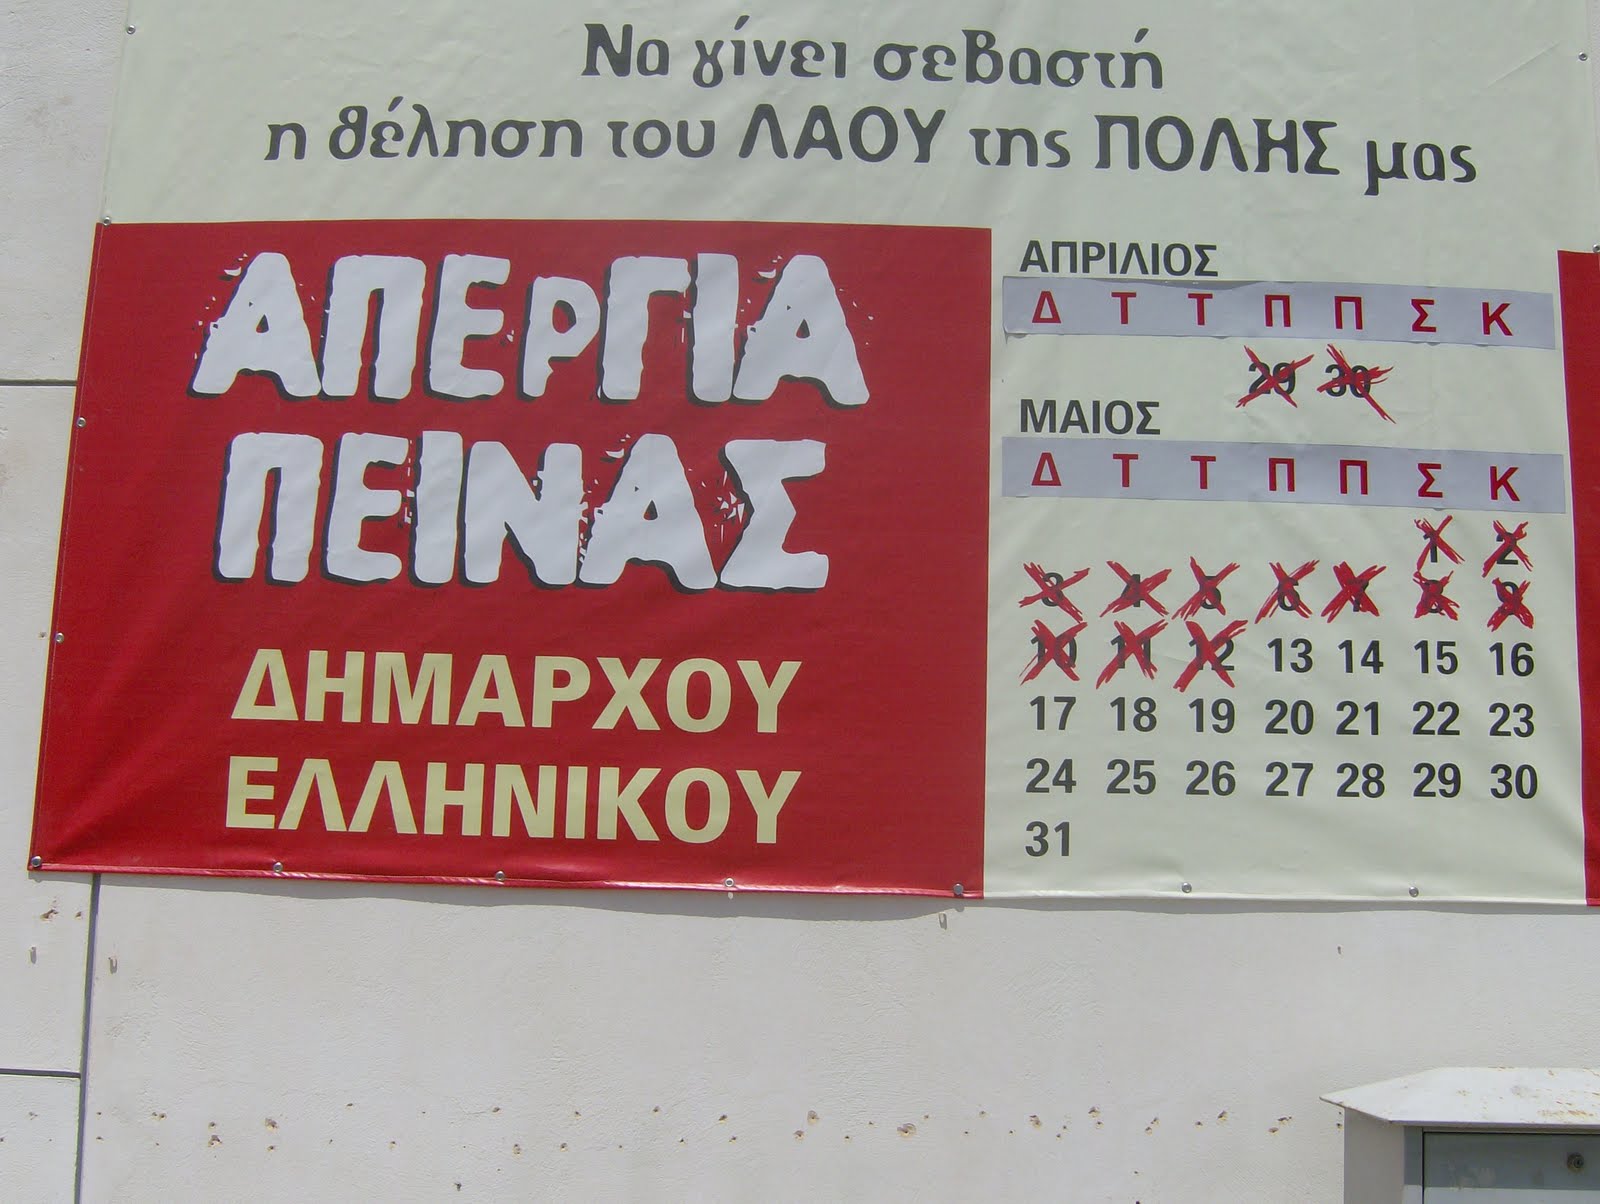 Να γίνει σεβαστή
η θέληση του ΛΑΟΥ της ΠΟΛΗΣ μας
ΑΠΕΡΓΙΑ
ΠΕΙΝΑΣ
ΔΗΜΑΡΧΟΥ
ΕΛΛΗΝΙΚΟΥ
ΑΠΡΙΛΙΟΣ
Δ Τ Τ Π Π Σ Κ
29 30
ΜΑΙΟΣ
Δ Τ Τ Π Π Σ Κ
1 2
3 4 5 6 7 8 9
10 11 12 13 14 15 16
17 18 19 20 21 22 23
24 25 26 27 28 29 30
31